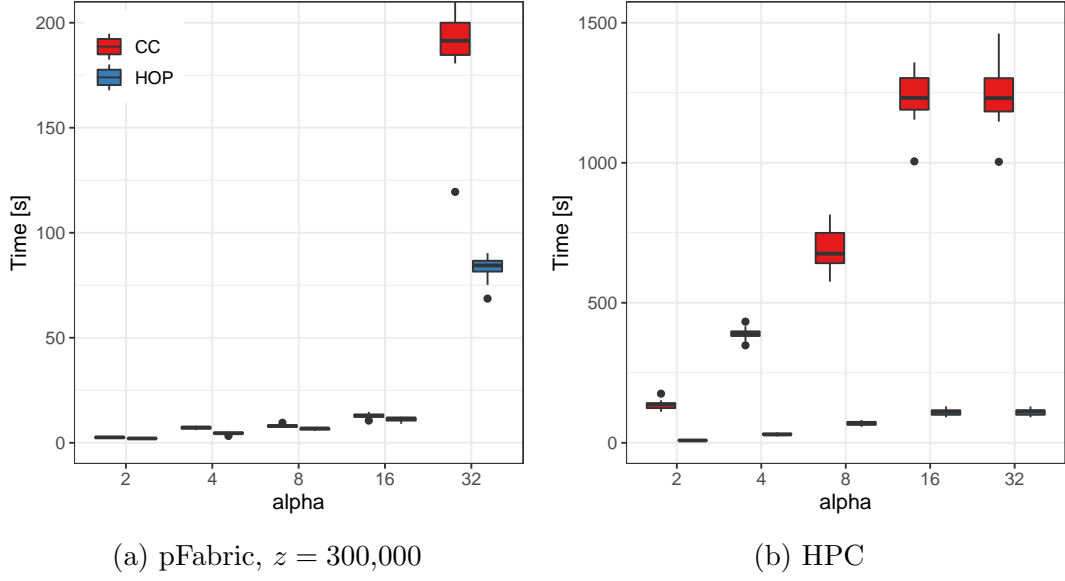 200
150
100
50
0
Time [s]
CC
HOP
2 4 8 16 32
alpha
(a) pFabric, z = 300,000
1500
1000
500
0
Time [s]
2 4 8 16 32
alpha
(b) HPC